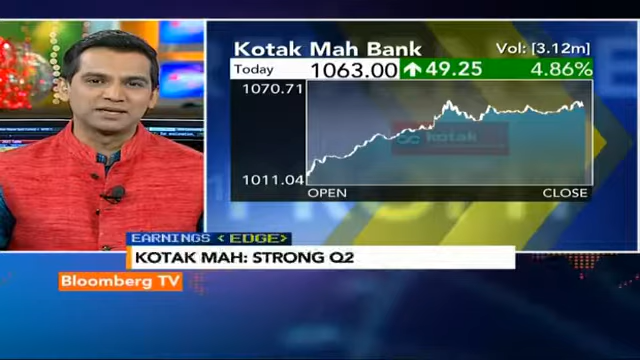 Kotak Mah Bank
Vol: [3.12m]
Today 1063.00 49.25 4.86%
1070.71
kotak
1011.04
OPEN CLOSE
EARNINGS <EDGE>
KOTAK MAH: STRONG Q2
Bloomberg TV